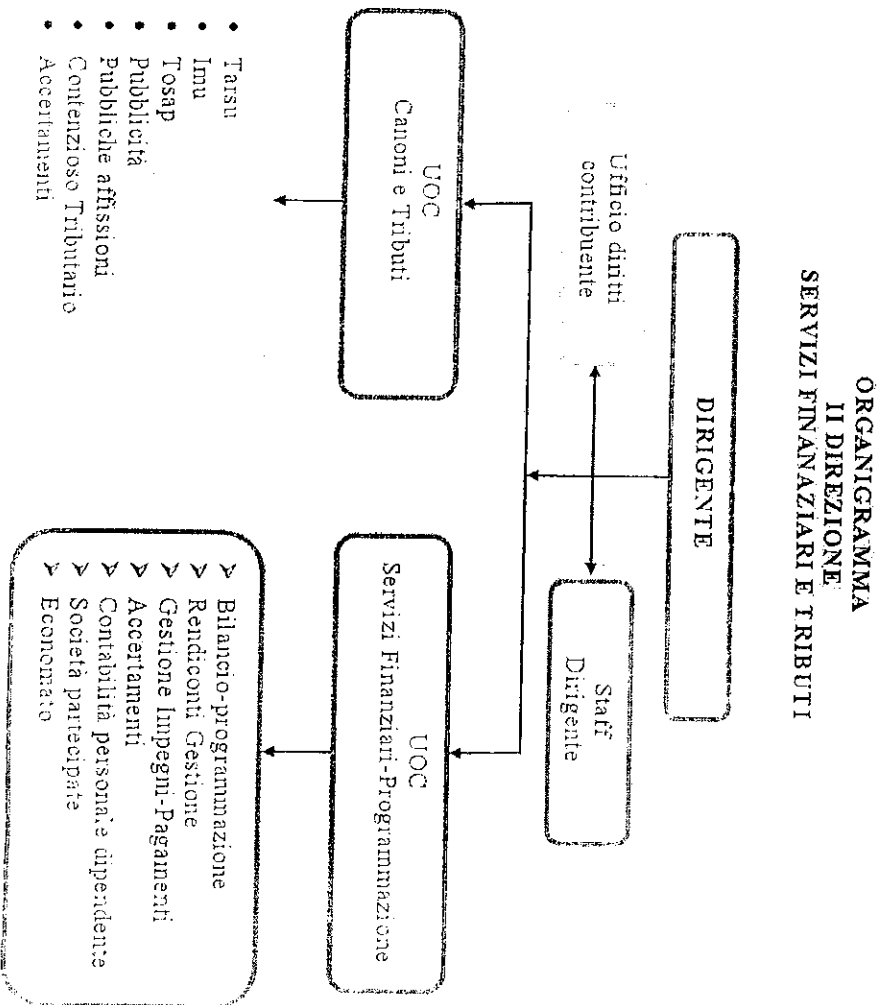 ORGANIGRAMMA
II DIREZIONE
SERVIZI FINANAZIARI E TRIBUTI
DIRIGENTE
Ufficio diritti
contribuente
Staff
Dirigente
UOC
Canoni e Tributi
UOC
Servizi Finanziari-Programmazione
• Tarsu
• Imu
• Tosap
• Pubblicità
• Pubbliche affissioni
• Contenzioso Tributario
• Accertamenti
➢ Bilancio-programmazione
➢ Rendiconti Gestione
➢ Gestione Impegni-Pagamenti
➢ Accertamenti
➢ Contabilità personale dipendente
➢ Società partecipate
➢ Economato